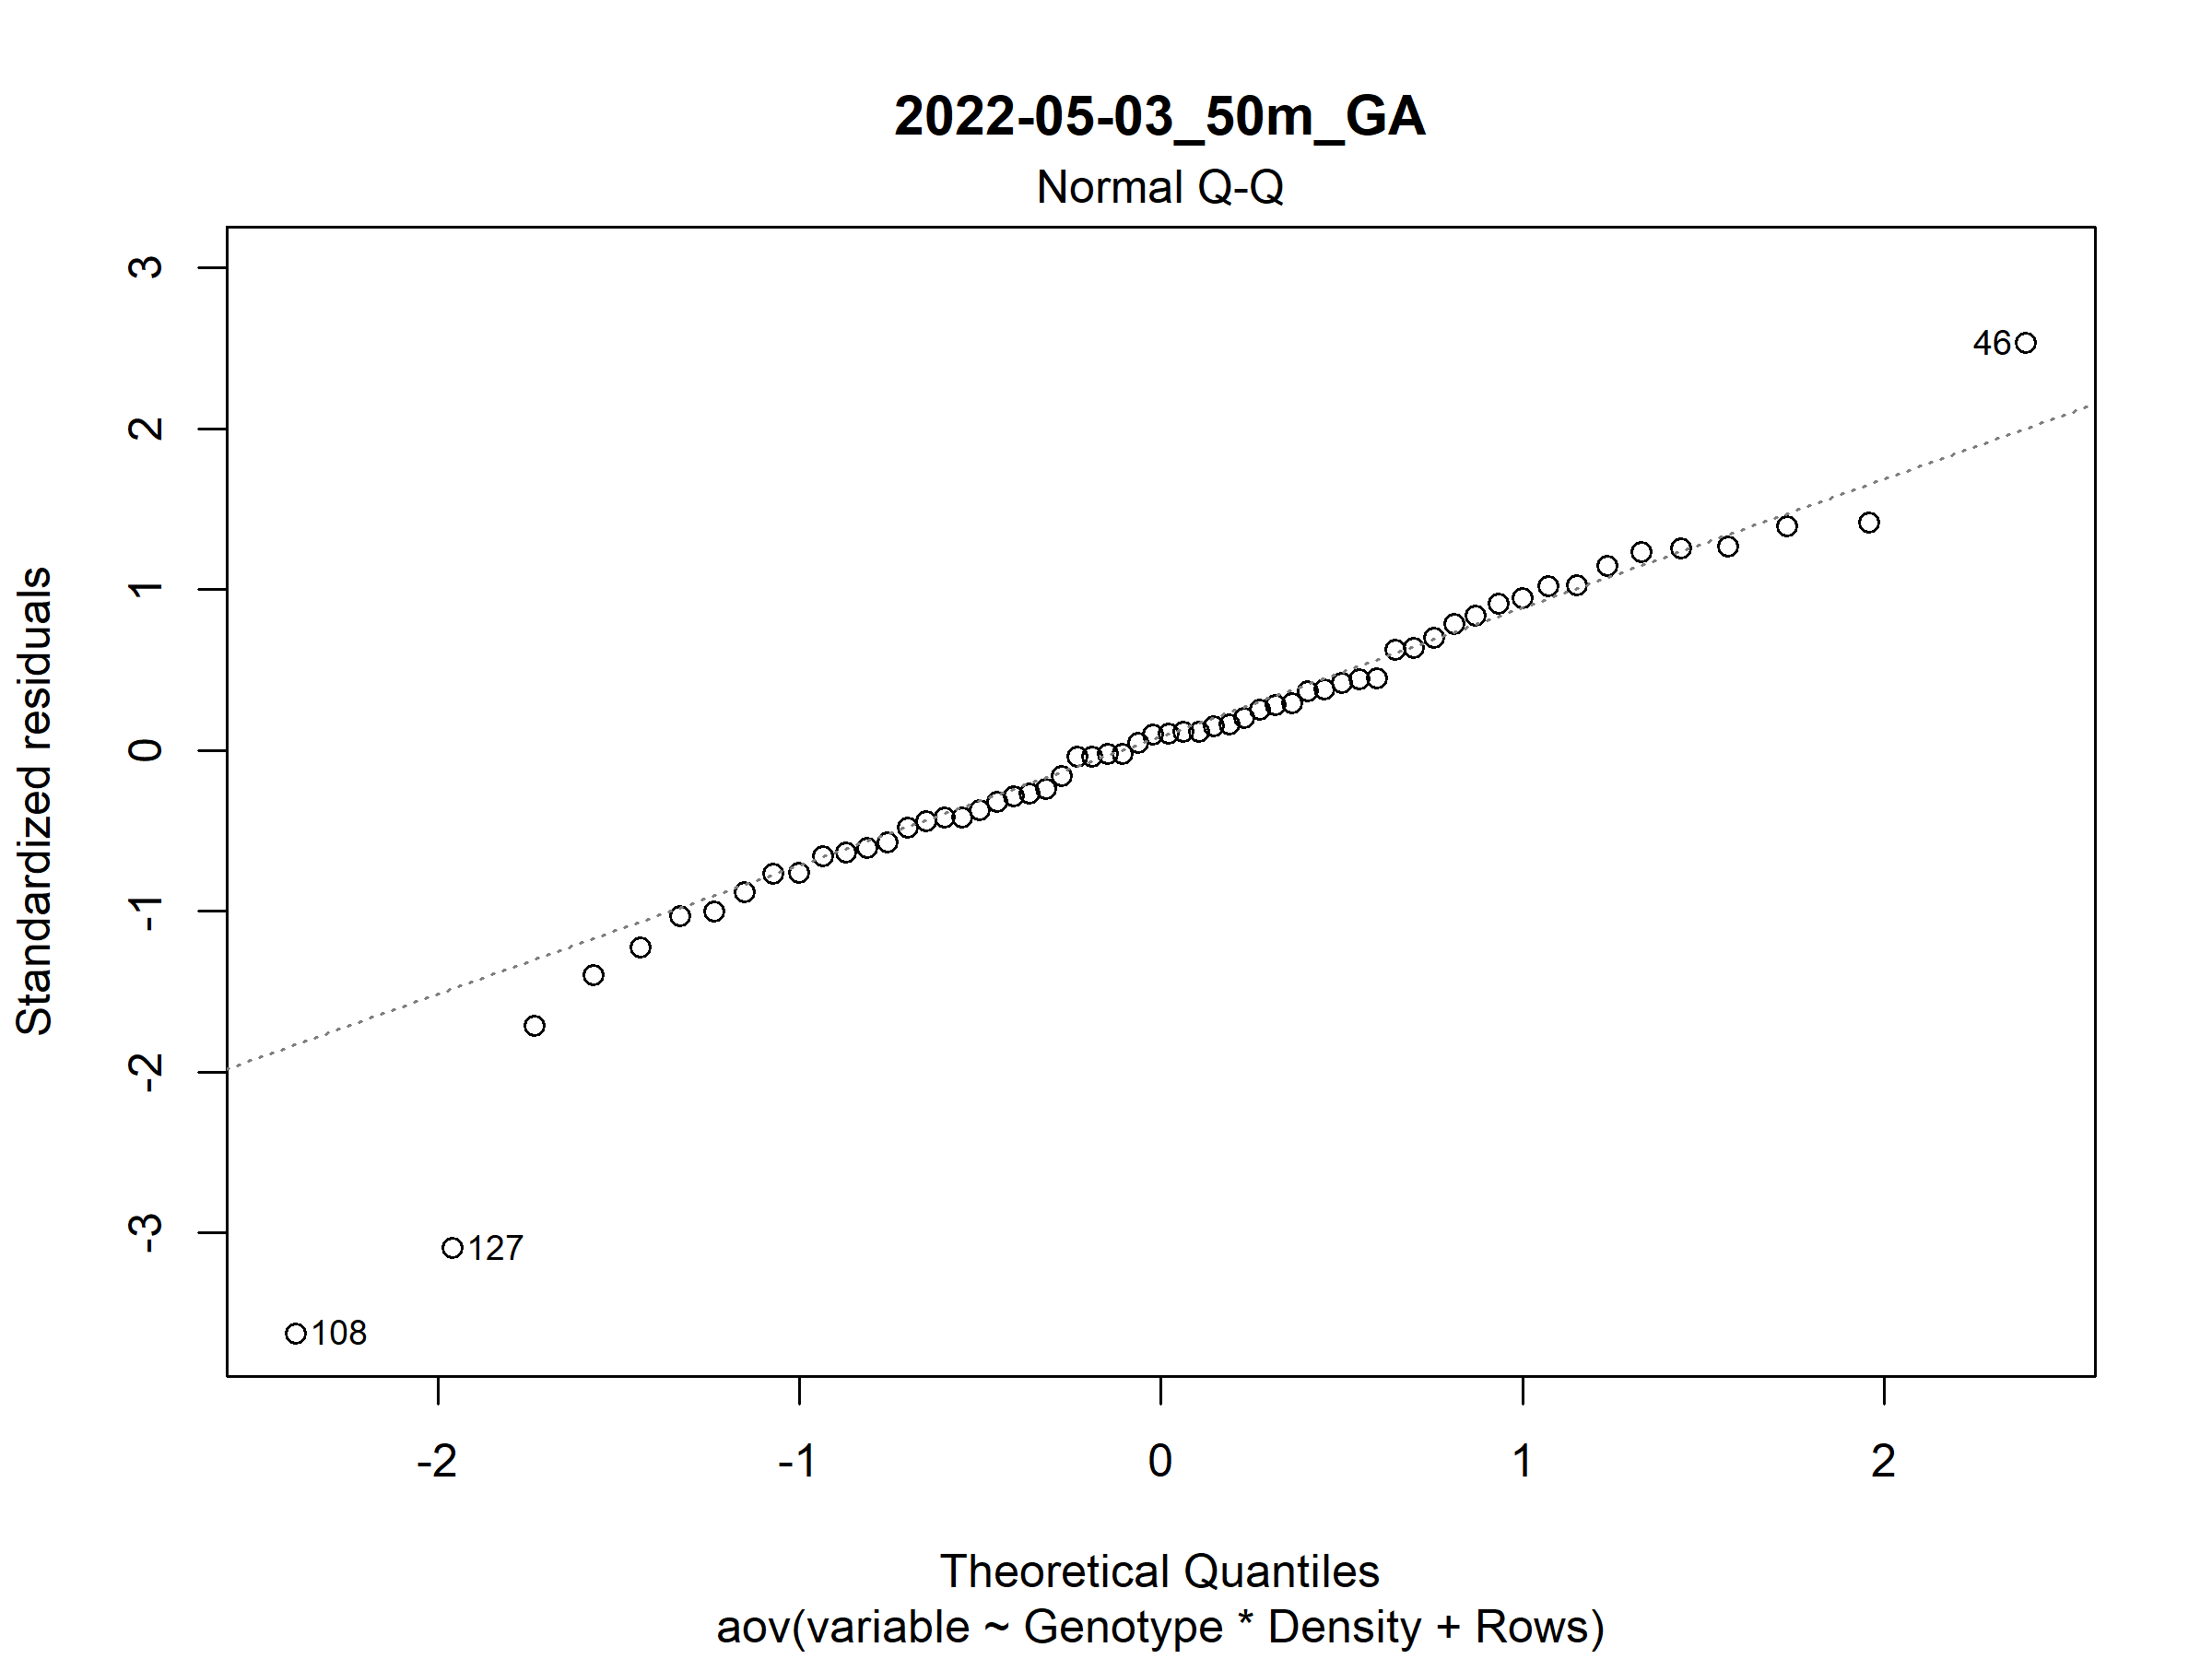 2022-05-03_50m_GA
Normal Q-Q
Standardized residuals
3
2
1
0
-1
-2
-3
46
127
108
-2 -1 0 1 2
Theoretical Quantiles
aov(variable ~ Genotype * Density + Rows)